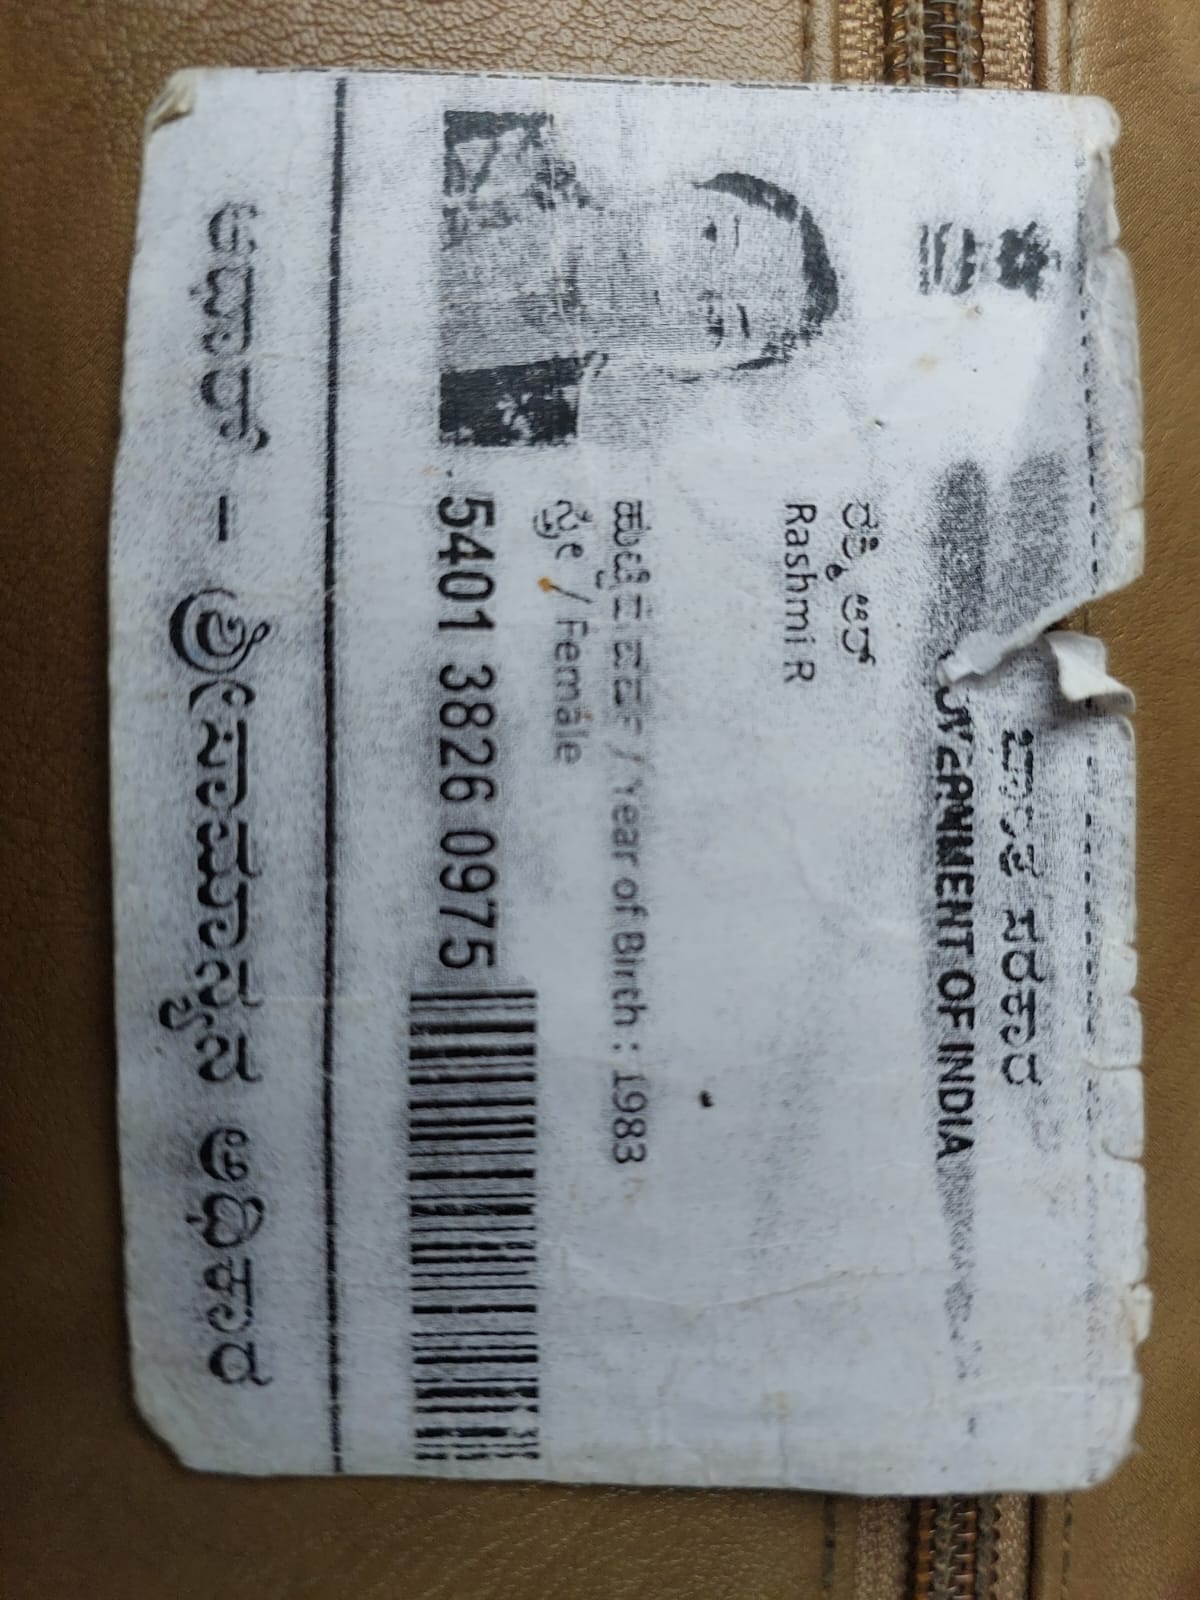 ಭಾರತ ಸರಕಾರ
GOVERNMENT OF INDIA
ರಶ್ಮಿ ಆರ್
Rashmi R
ಹುಟ್ಟಿದ ವರ್ಷ / Year of Birth : 1983
ಸ್ತ್ರೀ / Female
5401 3826 0975
ಆಧಾರ್ - ಶ್ರೀಸಾಮಾನ್ಯನ ಅಧಿಕಾರ